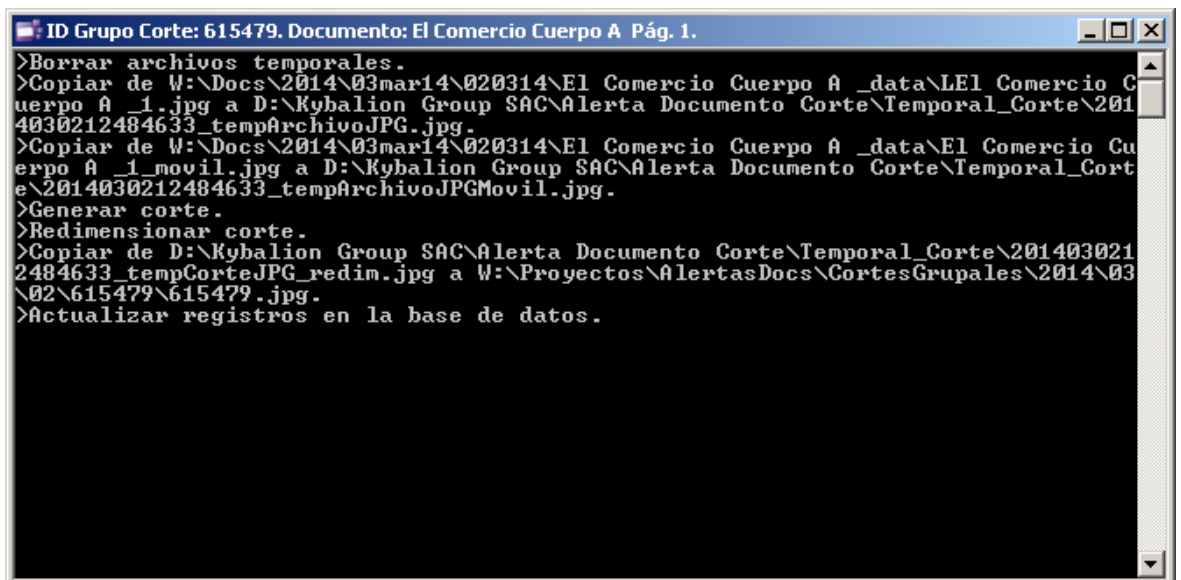 ID Grupo Corte: 615479. Documento: El Comercio Cuerpo A  Pág. 1.
>Borrar archivos temporales.
>Copiar de W:\Docs\2014\03mar14\020314\El Comercio Cuerpo A _data\LEl Comercio C
uerpo A _1.jpg a D:\Kybalion Group SAC\Alerta Documento Corte\Temporal_Corte\201
40302124​84633_tempArchivoJPG.jpg.
>Copiar de W:\Docs\2014\03mar14\020314\El Comercio Cuerpo A _data\El Comercio Cu
erpo A _1_movil.jpg a D:\Kybalion Group SAC\Alerta Documento Corte\Temporal_Cort
e\2014030212484633_tempArchivoJPGMovil.jpg.
>Generar corte.
>Redimensionar corte.
>Copiar de D:\Kybalion Group SAC\Alerta Documento Corte\Temporal_Corte\201403021
2484633_tempCorteJPG_redim.jpg a W:\Proyectos\AlertasDocs\CortesGrupales\2014\03
\02\615479\615479.jpg.
>Actualizar registros en la base de datos.